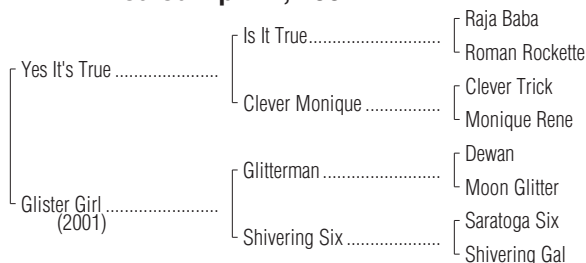 Raja Baba
Is It True
Roman Rockette
Yes It's True
Clever Trick
Clever Monique
Monique Rene
Dewan
Glitterman
Moon Glitter
Glister Girl
(2001)
Saratoga Six
Shivering Six
Shivering Gal